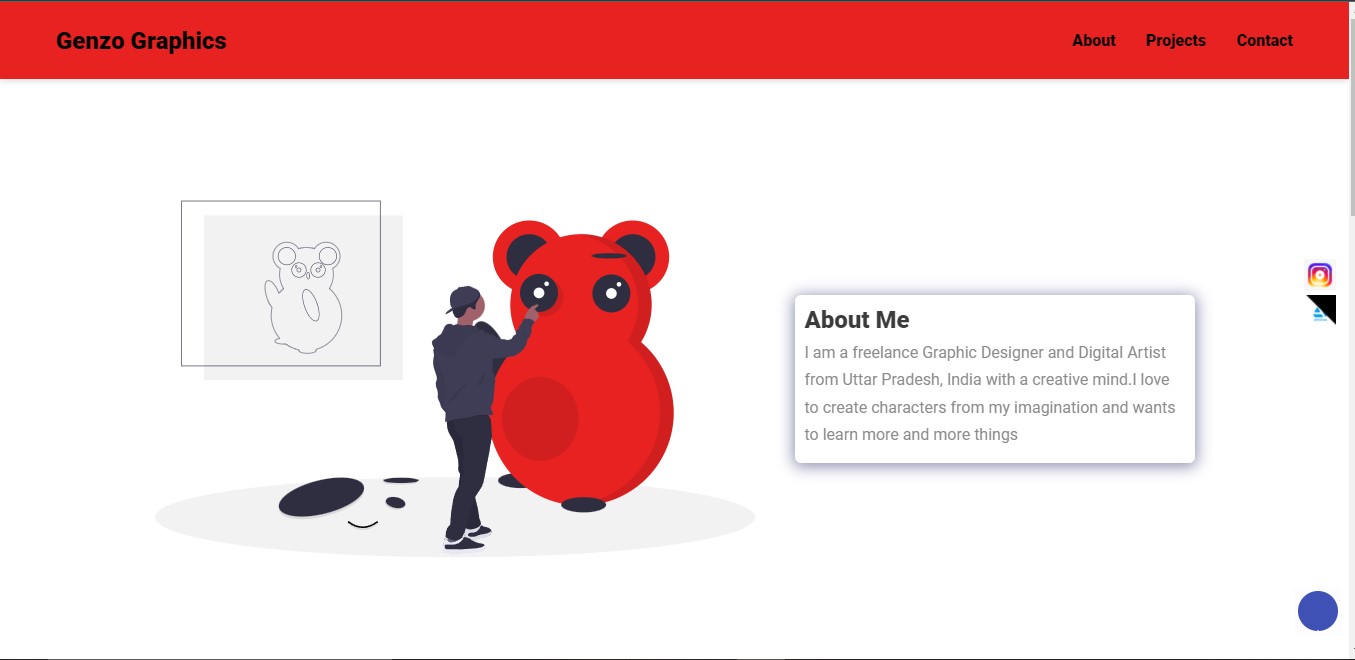 Genzo Graphics
About Projects Contact
About Me
I am a freelance Graphic Designer and Digital Artist
from Uttar Pradesh, India with a creative mind.I love
to create characters from my imagination and wants
to learn more and more things